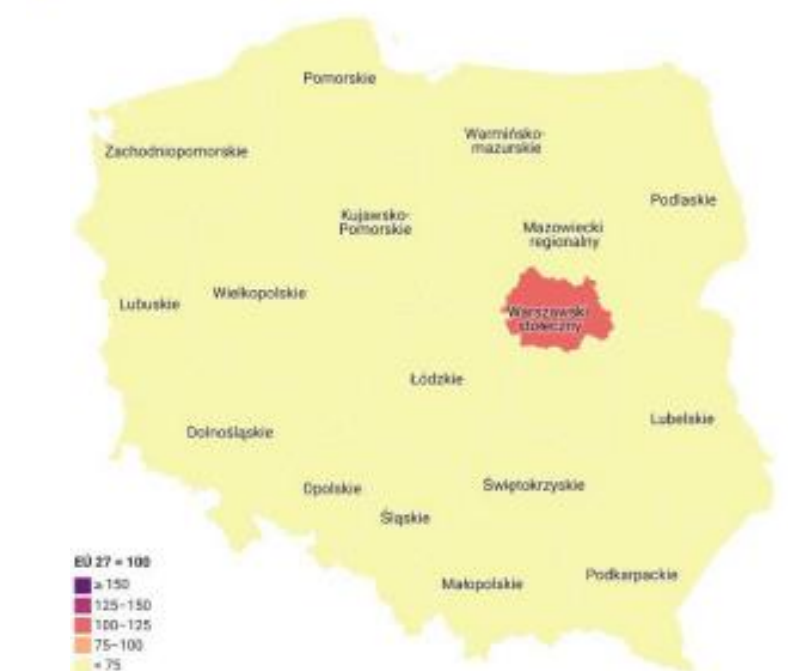 Pomorskie
Warmińsko-
mazurskie
Zachodniopomorskie
Podlaskie
Kujawsko-
Pomorskie
Mazowiecki
regionalny
Wielkopolskie
Lubuskie
Warszawski
stołeczny
Łódzkie
Lubelskie
Dolnośląskie
Opolskie
Świętokrzyskie
Śląskie
Małopolskie
Podkarpackie
EÜ 27 = 100
≥ 150
125–150
100–125
75–100
< 75